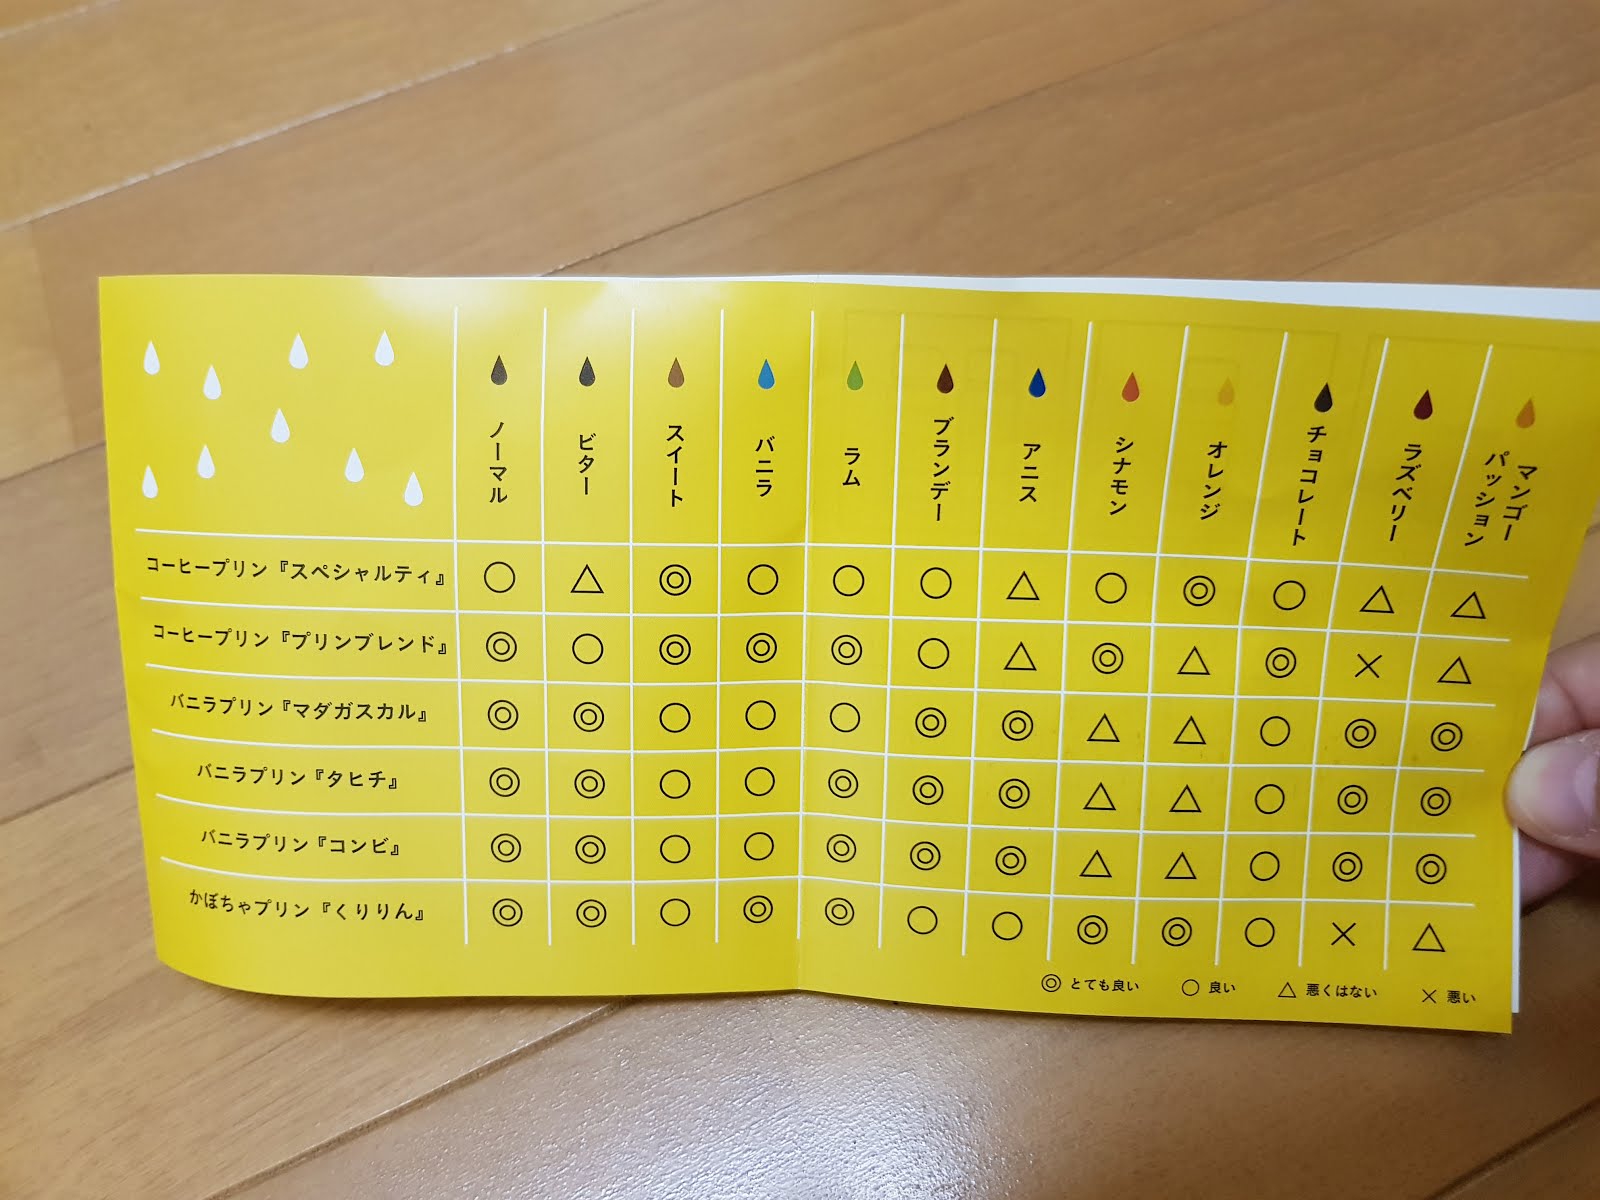 ノーマル
ビター
スイート
バニラ
ラム
ブランデー
アニス
シナモン
オレンジ
チョコレート
ラズベリー
マンゴー
パッション
コーヒープリン『スペシャルティ』 ○ △ ◎ ○ ○ ○ △ ○ ◎ ○ △ △
コーヒープリン『プリンブレンド』 ◎ ○ ◎ ◎ ◎ ○ △ ◎ △ ◎ × △
バニラプリン『マダガスカル』 ◎ ◎ ○ ○ ○ ◎ ◎ △ △ ○ ◎ ◎
バニラプリン『タヒチ』 ◎ ◎ ○ ○ ◎ ◎ ◎ △ △ ○ ◎ ◎
バニラプリン『コンビ』 ◎ ◎ ○ ○ ◎ ◎ ◎ △ △ ○ ◎ ◎
かぼちゃプリン『くりりん』 ◎ ◎ ○ ◎ ◎ ○ ○ ◎ ◎ ○ × △
◎ とても良い ○ 良い △ 悪くはない × 悪い